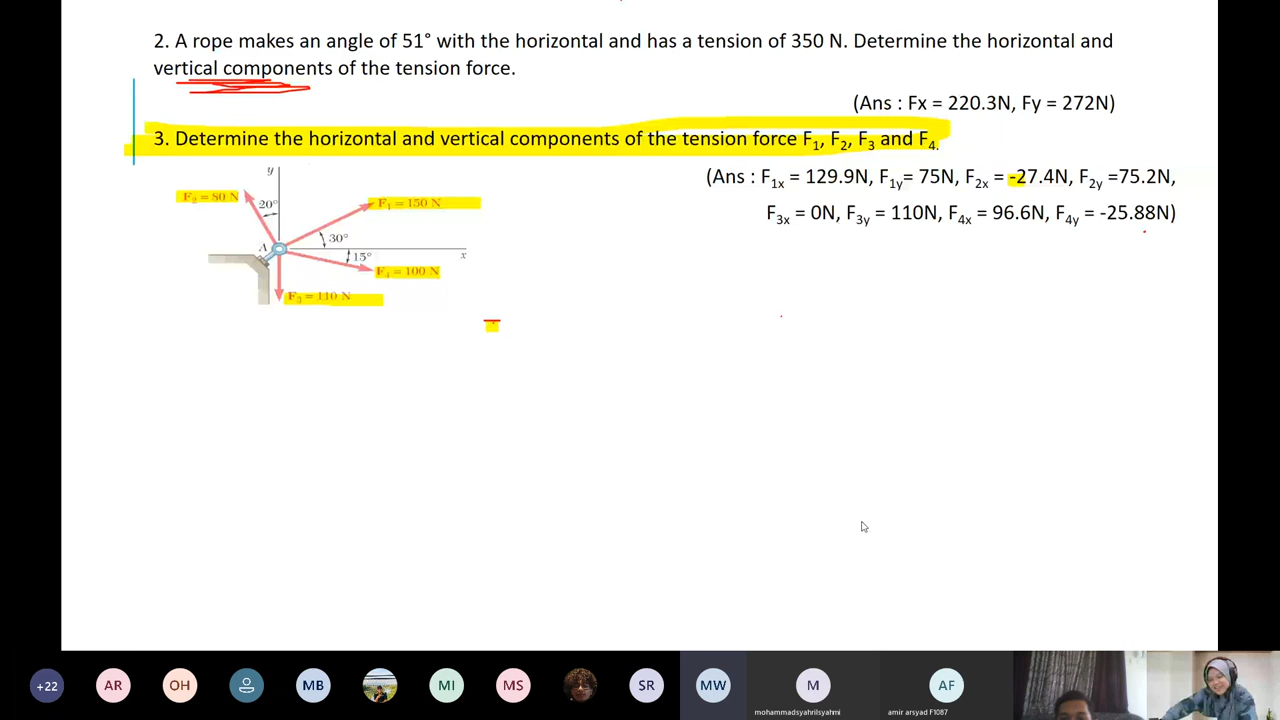 2. A rope makes an angle of 51° with the horizontal and has a tension of 350 N. Determine the horizontal and
vertical components of the tension force.
(Ans : Fx = 220.3N, Fy = 272N)
3. Determine the horizontal and vertical components of the tension force F₁, F₂, F₃ and F₄.
(Ans : F₁ₓ = 129.9N, F₁y= 75N, F₂ₓ = -27.4N, F₂y =75.2N,
F₃ₓ = 0N, F₃y = 110N, F₄ₓ = 96.6N, F₄y = -25.88N)
y
F₂ = 80 N
20°
F₁ = 150 N
30°
A
15°
x
F₄ = 100 N
F₃ = 110 N
+22
AR
OH
MB
MI
MS
SR
MW
M
AF
mohammadsyahrilsyahmi
amir arsyad F1087